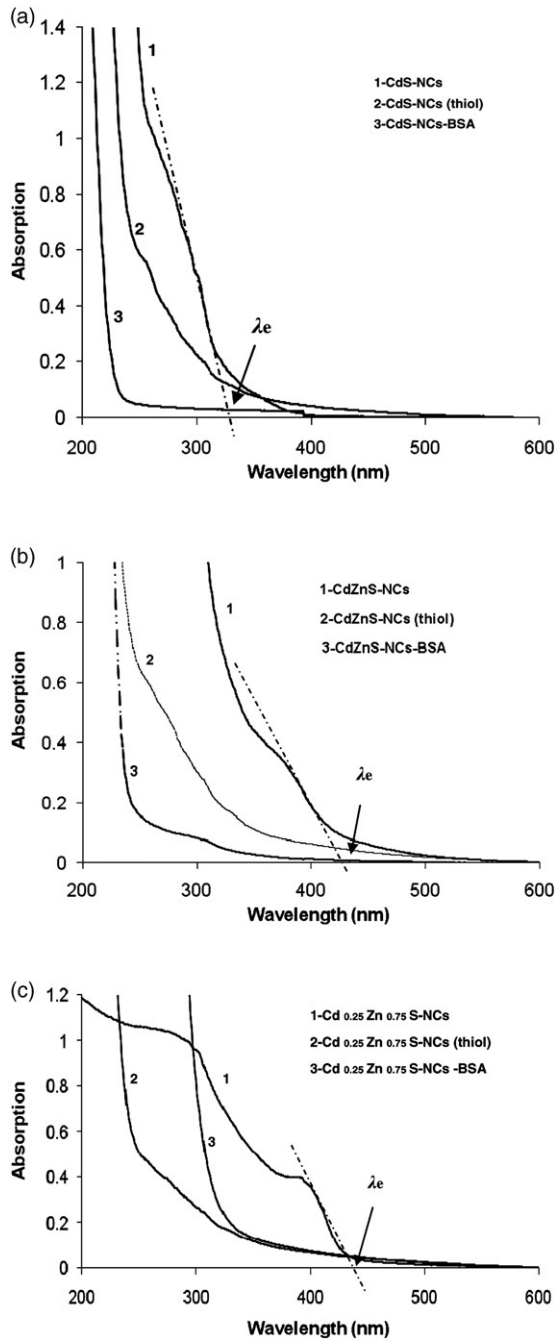 (a)
1.4
1.2
1
0.8
0.6
0.4
0.2
0
Absorption
1
2
3
1-CdS-NCs
2-CdS-NCs (thiol)
3-CdS-NCs-BSA
λe
200
300
400
500
600
Wavelength (nm)
(b)
1
0.8
0.6
0.4
0.2
0
Absorption
1
2
3
1-CdZnS-NCs
2-CdZnS-NCs (thiol)
3-CdZnS-NCs-BSA
λe
200
300
400
500
600
Wavelength (nm)
(c)
1.2
1
0.8
0.6
0.4
0.2
0
Absorption
1
2
3
1-Cd 0.25 Zn 0.75 S-NCs
2-Cd 0.25 Zn 0.75 S-NCs (thiol)
3-Cd 0.25 Zn 0.75 S-NCs -BSA
λe
200
300
400
500
600
Wavelength (nm)